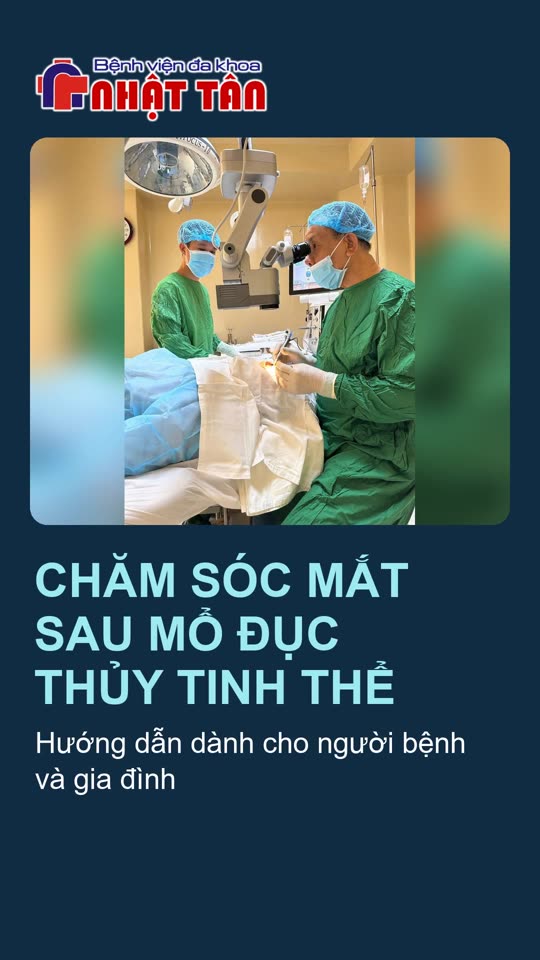 Bệnh viện đa khoa
NHẬT TÂN
CHĂM SÓC MẮT
SAU MỔ ĐỤC
THỦY TINH THỂ
Hướng dẫn dành cho người bệnh
và gia đình